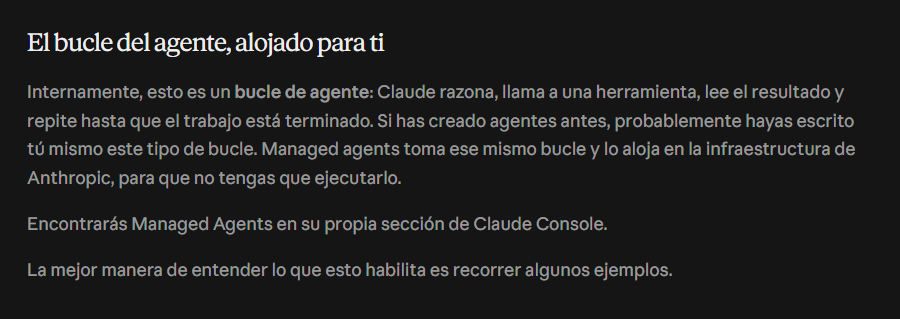 El bucle del agente, alojado para ti
Internamente, esto es un bucle de agente: Claude razona, llama a una herramienta, lee el resultado y
repite hasta que el trabajo está terminado. Si has creado agentes antes, probablemente hayas escrito
tú mismo este tipo de bucle. Managed agents toma ese mismo bucle y lo aloja en la infraestructura de
Anthropic, para que no tengas que ejecutarlo.
Encontrarás Managed Agents en su propia sección de Claude Console.
La mejor manera de entender lo que esto habilita es recorrer algunos ejemplos.